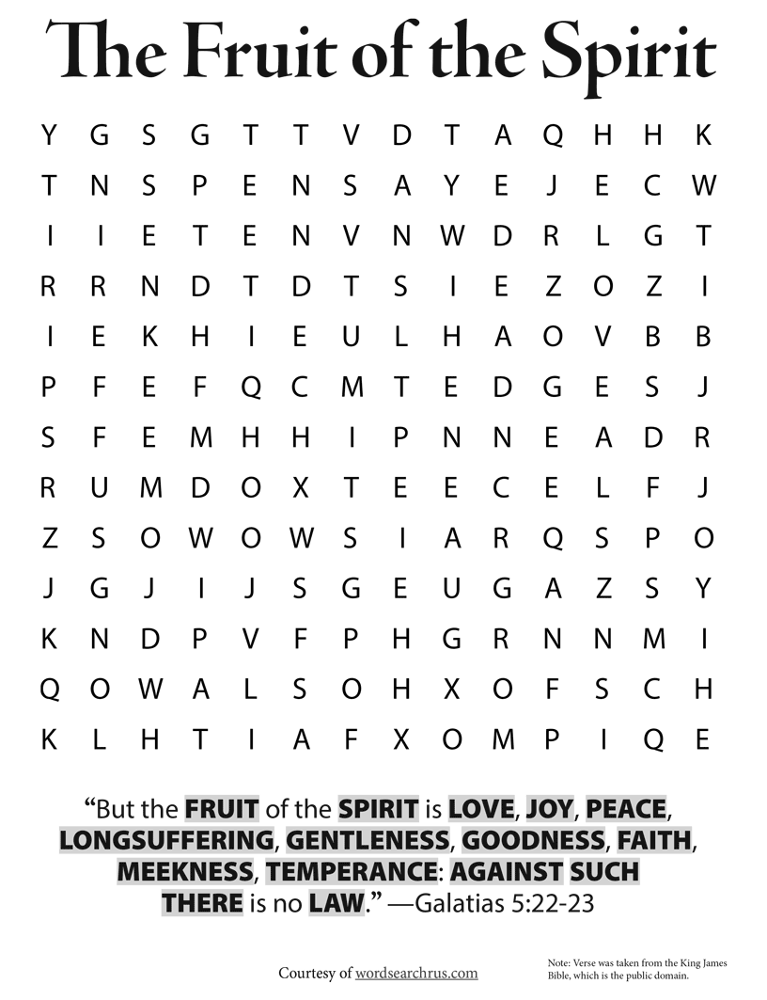 The Fruit of the Spirit
Y G S G T T V D T A Q H H K
T N S P E N S A Y E J E C W
I I E T E N V N W D R L G T
R R N D T D T S I E Z O Z I
I E K H I E U L H A O V B B
P F E F Q C M T E D G E S J
S F E M H H I P N N E A D R
R U M D O X T E E C E L F J
Z S O W O W S I A R Q S P O
J G J I J S G E U G A Z S Y
K N D P V F P H G R N N M I
Q O W A L S O H X O F S C H
K L H T I A F X O M P I Q E
“But the FRUIT of the SPIRIT is LOVE, JOY, PEACE,
LONGSUFFERING, GENTLENESS, GOODNESS, FAITH,
MEEKNESS, TEMPERANCE: AGAINST SUCH
THERE is no LAW.” —Galatias 5:22-23
Courtesy of wordsearchrus.com
Note: Verse was taken from the King James
Bible, which is the public domain.